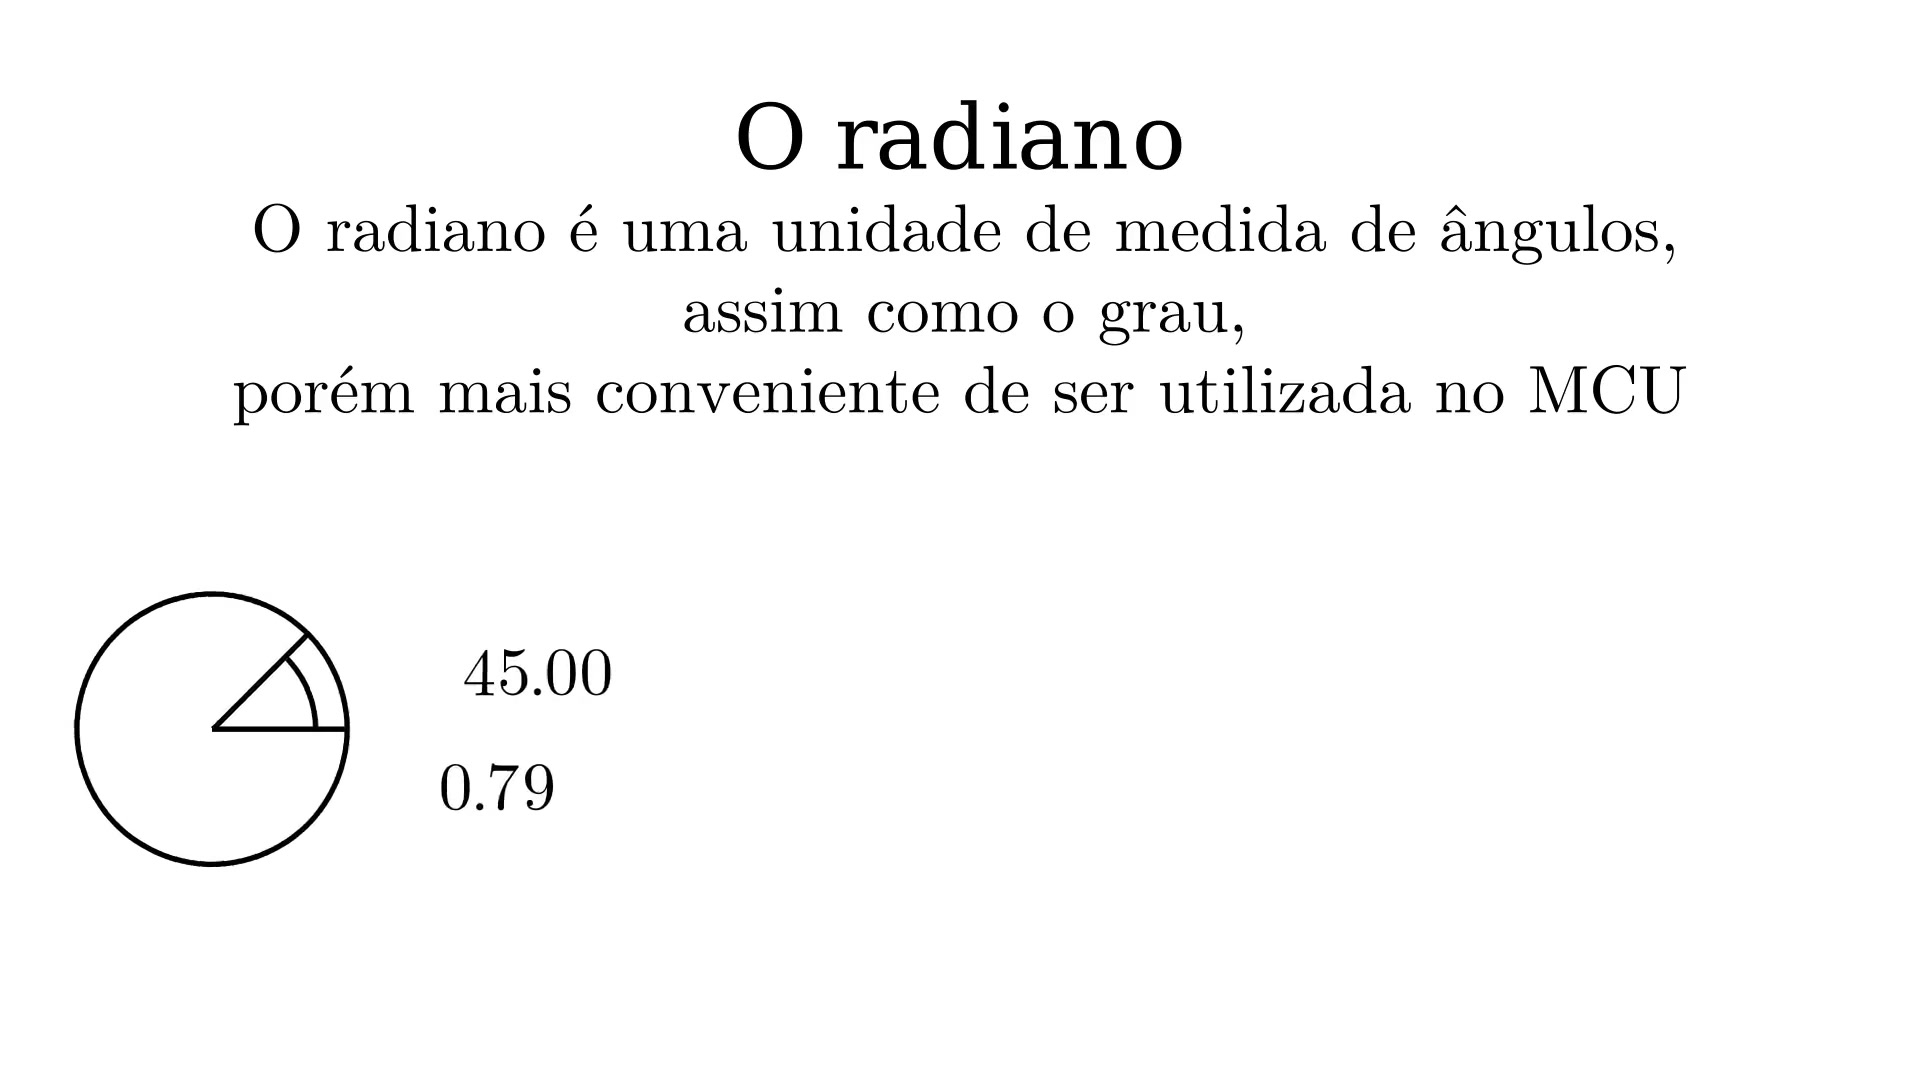 O radiano
O radiano é uma unidade de medida de ângulos,
assim como o grau,
porém mais conveniente de ser utilizada no MCU
45.00
0.79